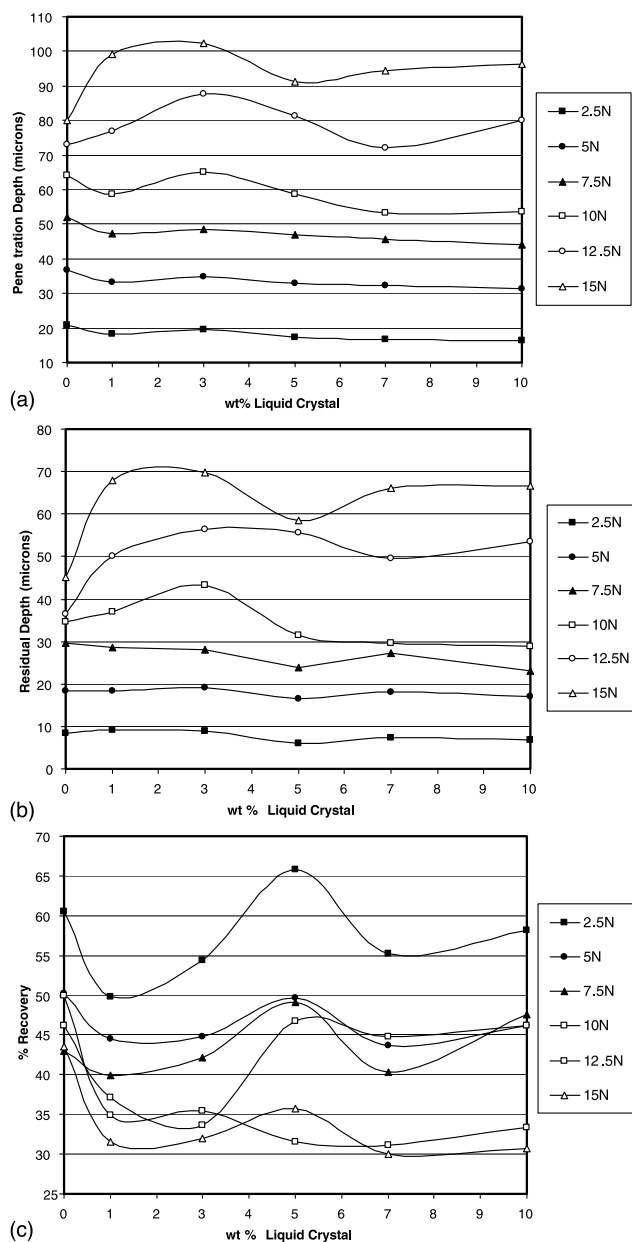 110
100
90
80
70
60
50
40
30
20
10
Pene tration Depth (microns)
0 1 2 3 4 5 6 7 8 9 10
wt% Liquid Crystal
2.5N
5N
7.5N
10N
12.5N
15N
(a)
80
70
60
50
40
30
20
10
0
Residual Depth (microns)
0 1 2 3 4 5 6 7 8 9 10
wt % Liquid Crystal
2.5N
5N
7.5N
10N
12.5N
15N
(b)
70
65
60
55
50
45
40
35
30
25
% Recovery
0 1 2 3 4 5 6 7 8 9 10
wt % Liquid Crystal
2.5N
5N
7.5N
10N
12.5N
15N
(c)